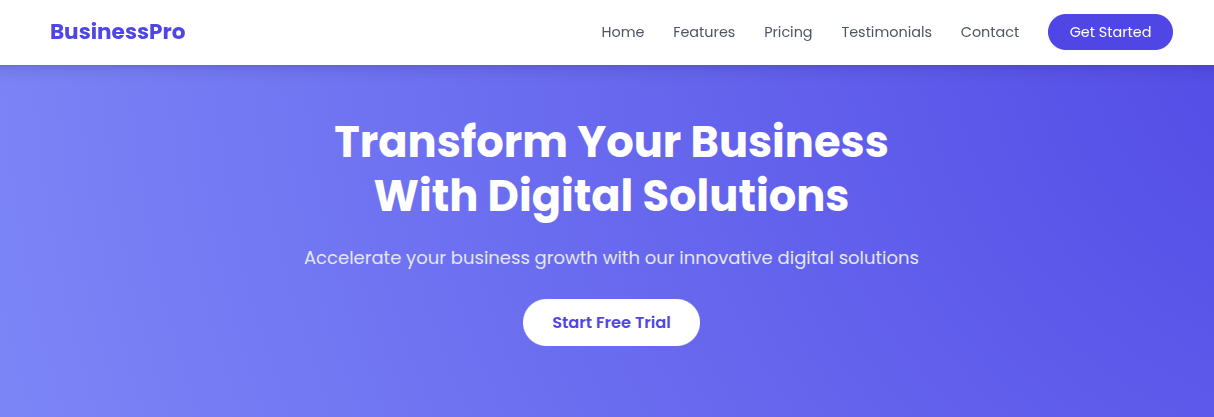 BusinessPro
Home Features Pricing Testimonials Contact Get Started
Transform Your Business
With Digital Solutions
Accelerate your business growth with our innovative digital solutions
Start Free Trial